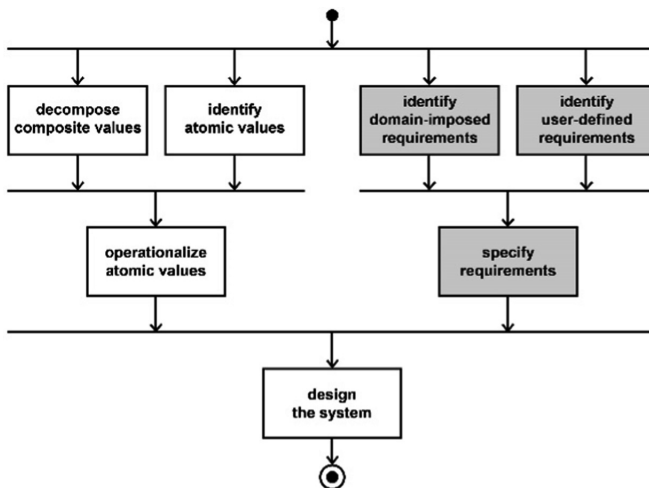 decompose
composite values
identify
atomic values
identify
domain-imposed
requirements
identify
user-defined
requirements
operationalize
atomic values
specify
requirements
design
the system